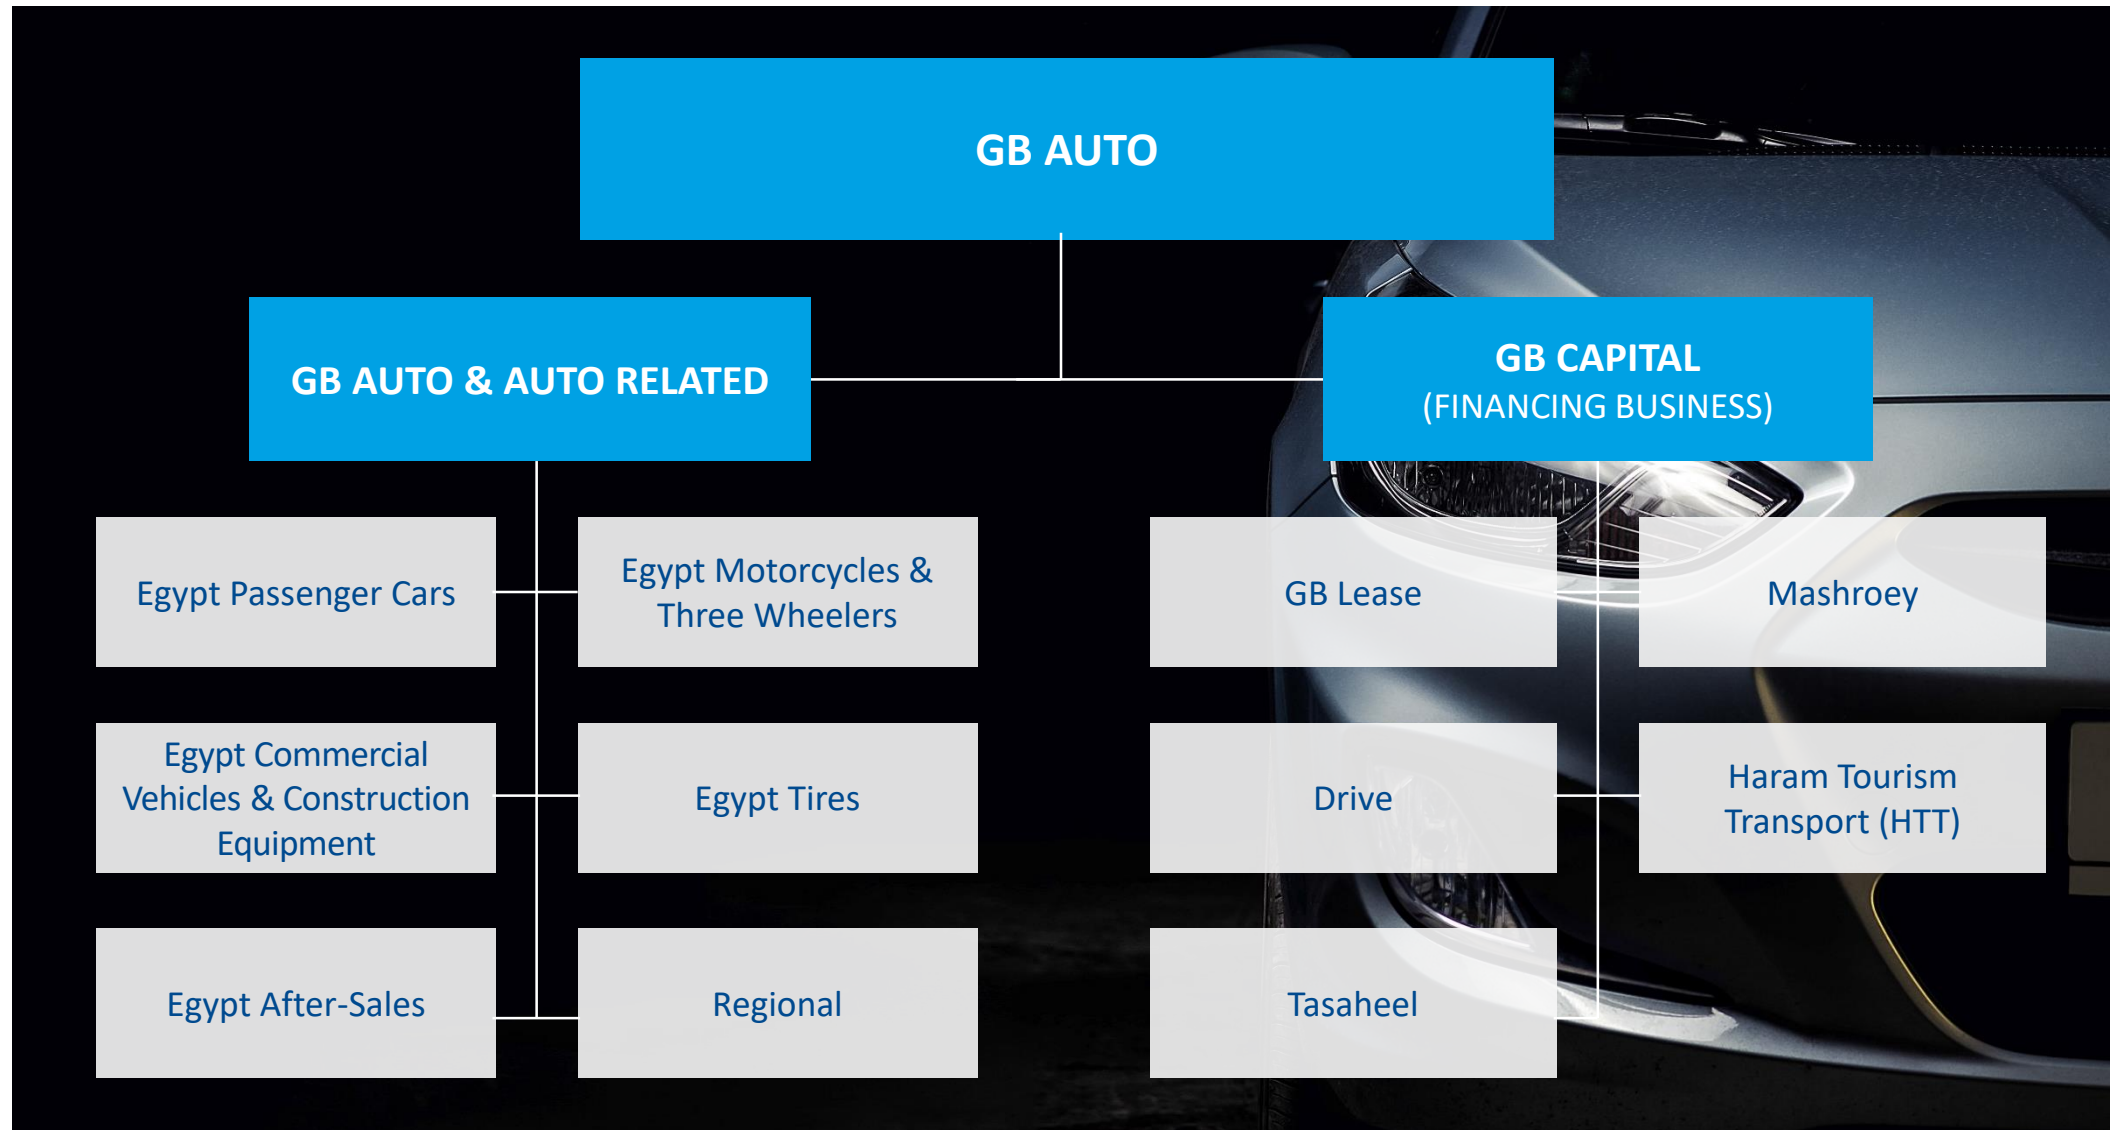 GB AUTO
GB AUTO & AUTO RELATED
GB CAPITAL
(FINANCING BUSINESS)
Egypt Passenger Cars
Egypt Motorcycles &
Three Wheelers
Egypt Commercial
Vehicles & Construction
Equipment
Egypt Tires
Egypt After-Sales
Regional
GB Lease
Mashroey
Drive
Haram Tourism
Transport (HTT)
Tasaheel